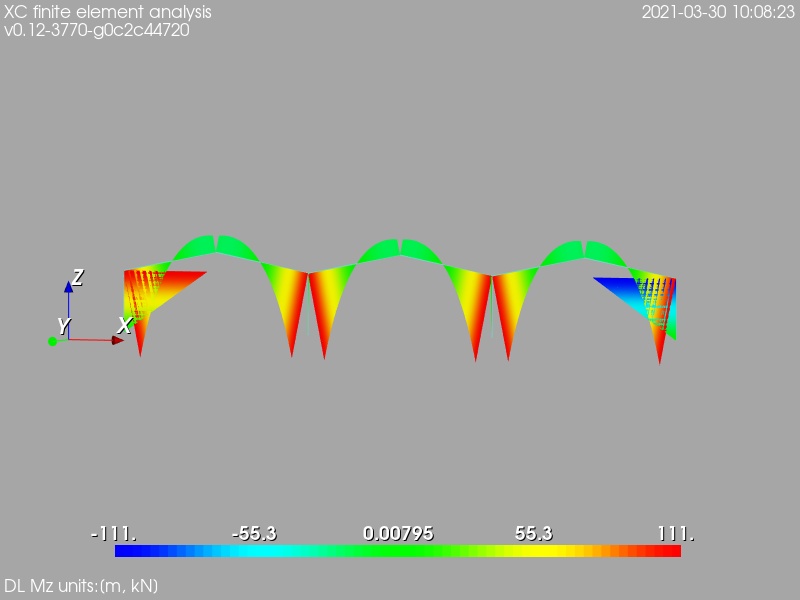 XC finite element analysis
v0.12-3770-g0c2c44720
2021-03-30 10:08:23
Z
Y
X
-111. -55.3 0.00795 55.3 111.
DL Mz units:(m, kN)